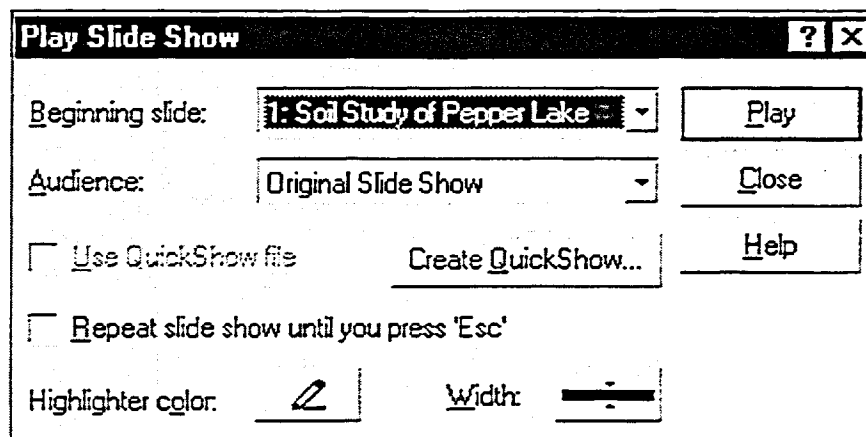 Play Slide Show
Beginning slide: 1: Soil Study of Pepper Lake Play
Audience: Original Slide Show Close
Use QuickShow file Create QuickShow... Help
Repeat slide show until you press 'Esc'
Highlighter color: Width: